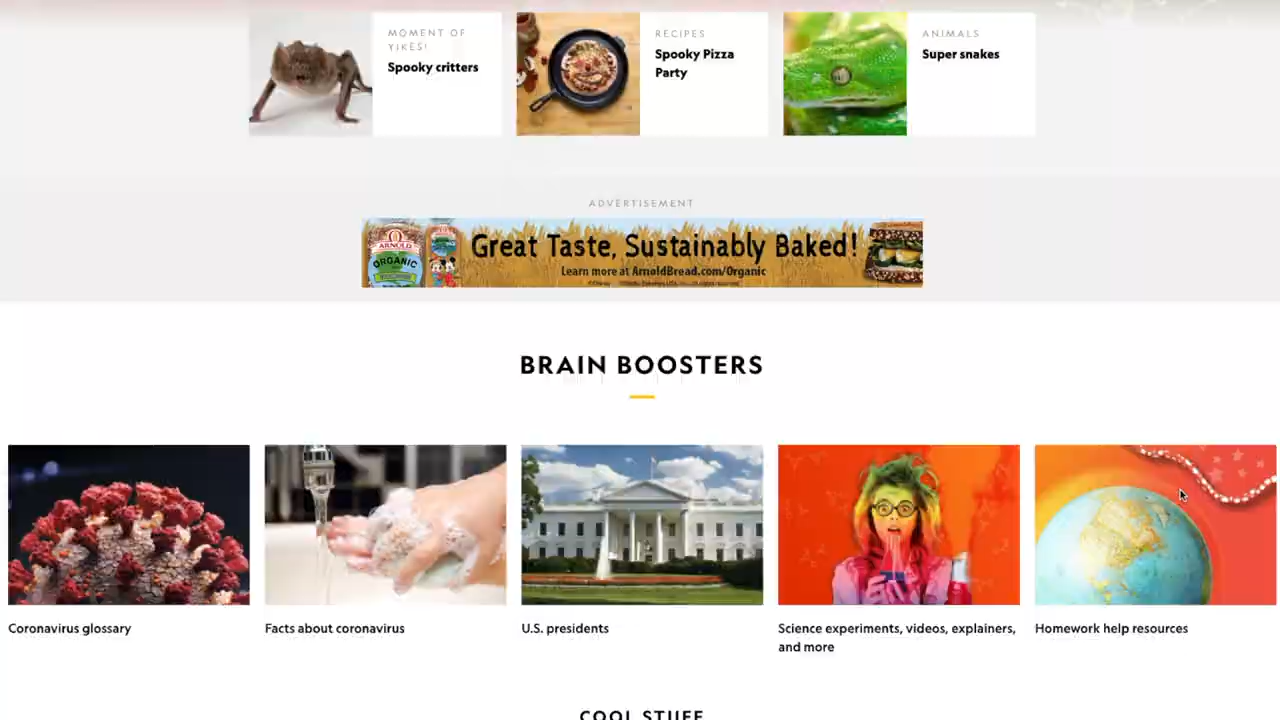 MOMENT OF
YIKES!
Spooky critters
RECIPES
Spooky Pizza
Party
ANIMALS
Super snakes
ADVERTISEMENT
ARNOLD
ORGANIC
Great Taste, Sustainably Baked!
Learn more at ArnoldBread.com/Organic
BRAIN BOOSTERS
Coronavirus glossary
Facts about coronavirus
U.S. presidents
Science experiments, videos, explainers,
and more
Homework help resources
COOL STUFF